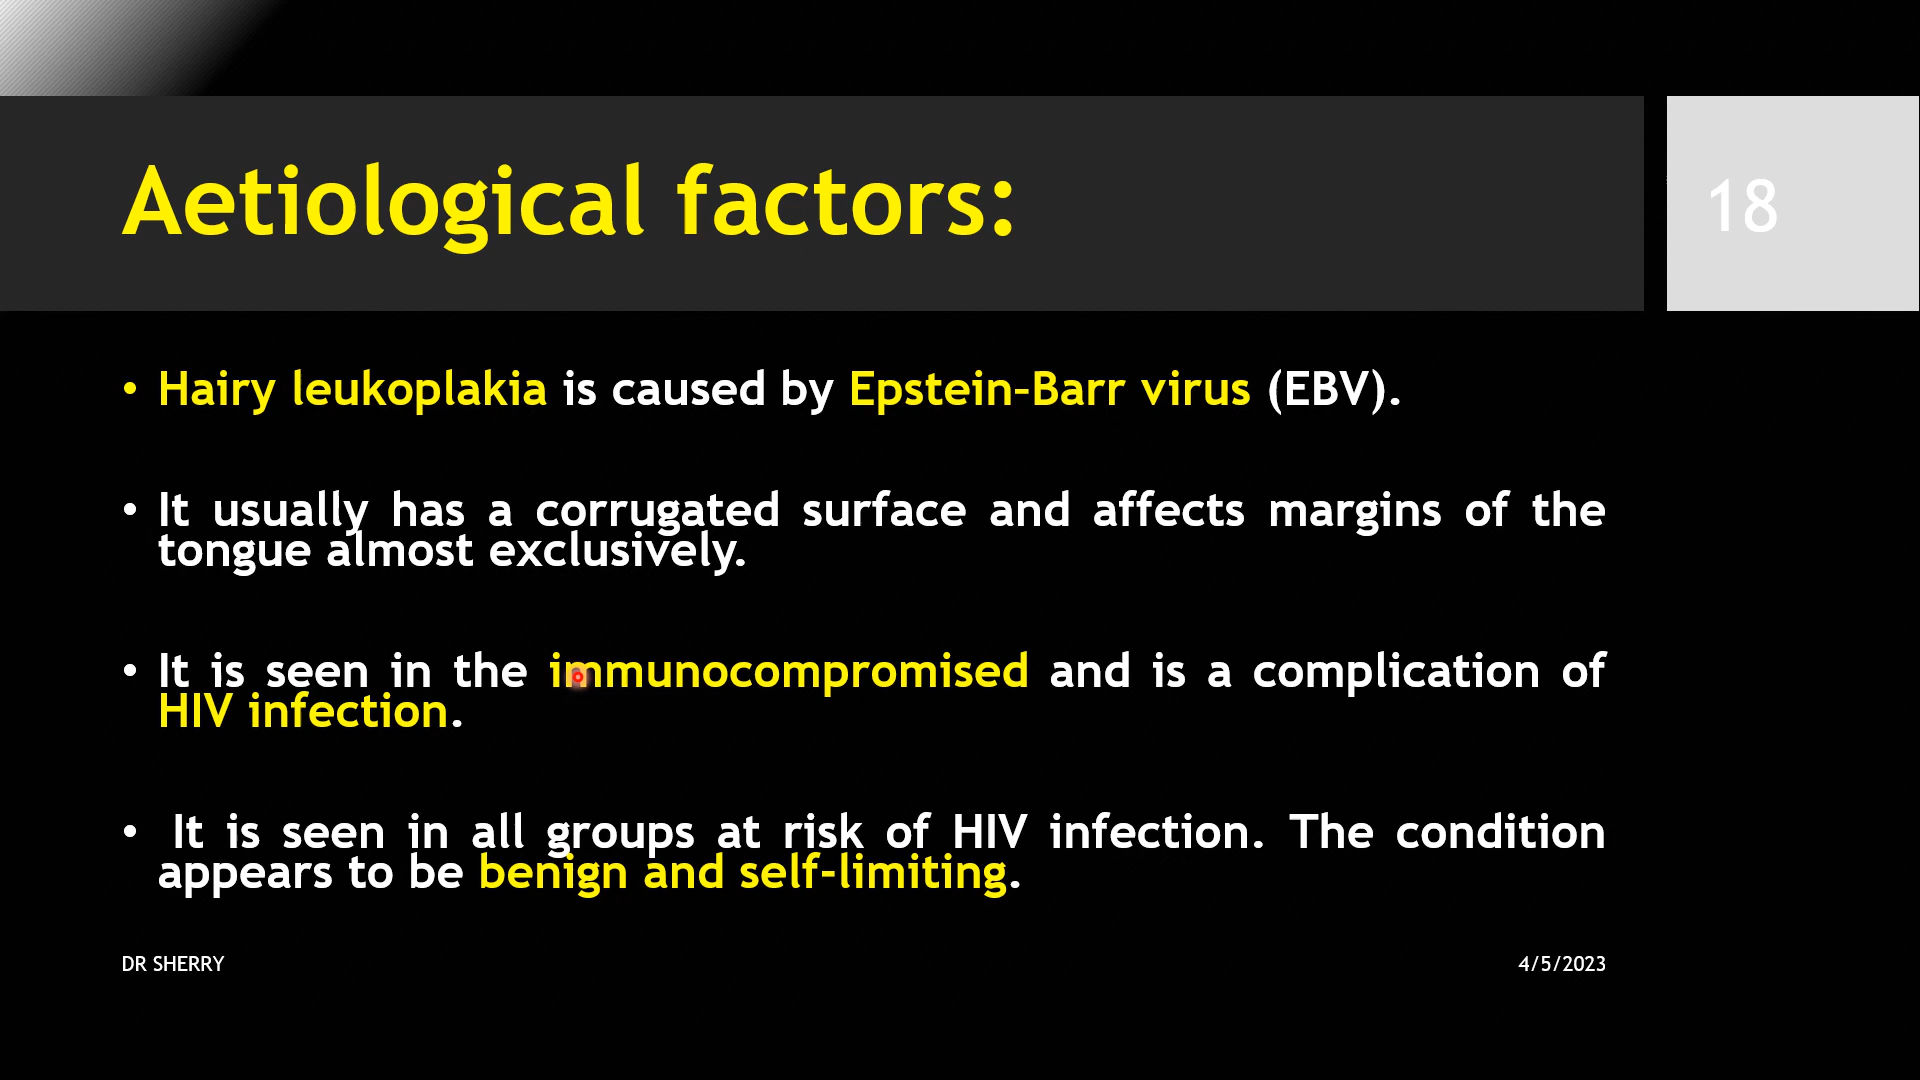 Aetiological factors:
18
• Hairy leukoplakia is caused by Epstein-Barr virus (EBV).
• It usually has a corrugated surface and affects margins of the
tongue almost exclusively.
• It is seen in the immunocompromised and is a complication of
HIV infection.
• It is seen in all groups at risk of HIV infection. The condition
appears to be benign and self-limiting.
DR SHERRY
4/5/2023